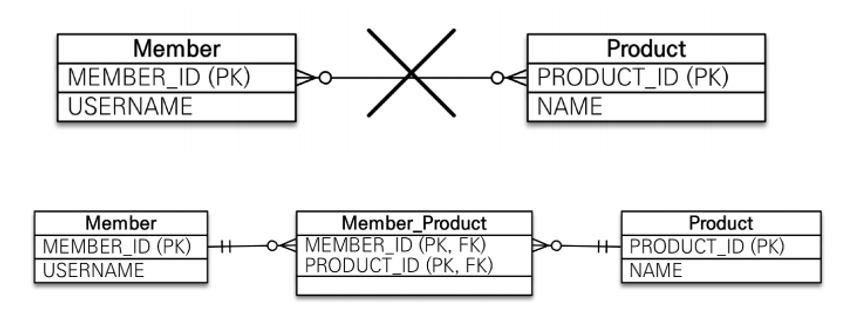 Member
MEMBER_ID (PK)
USERNAME
Product
PRODUCT_ID (PK)
NAME
Member
MEMBER_ID (PK)
USERNAME
Member_Product
MEMBER_ID (PK, FK)
PRODUCT_ID (PK, FK)
Product
PRODUCT_ID (PK)
NAME